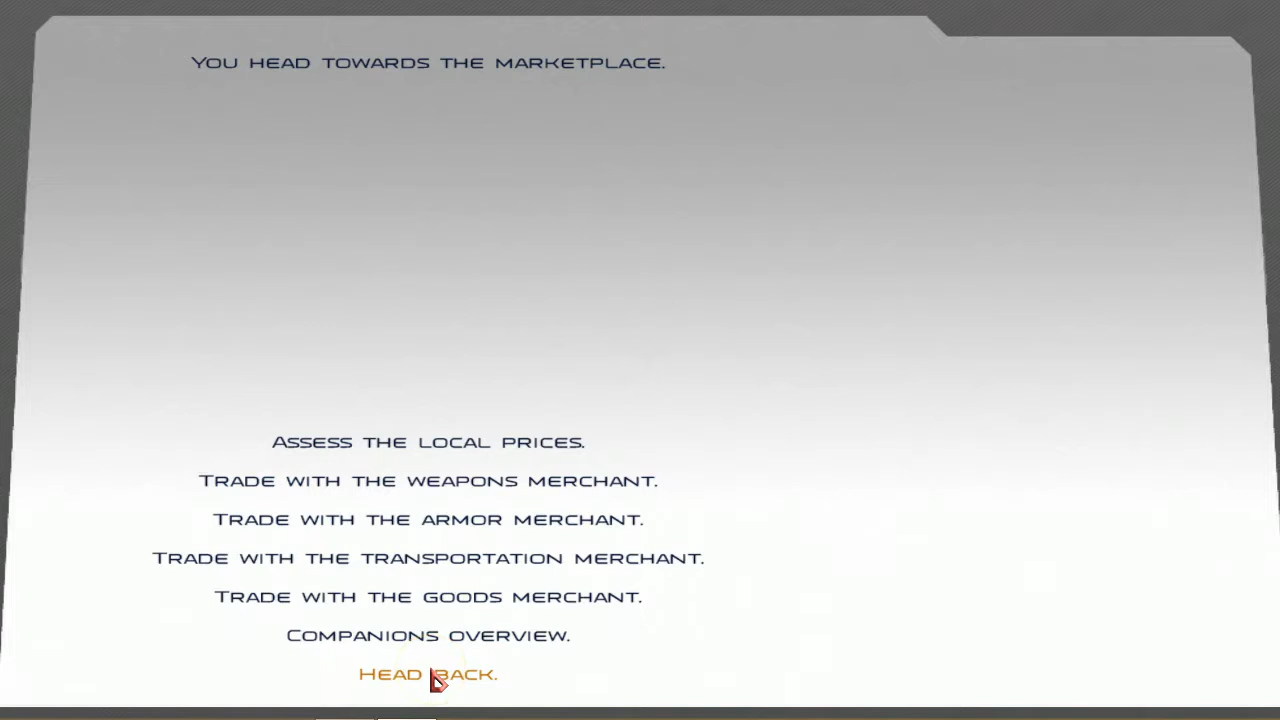 You head towards the marketplace.
Assess the local prices.
Trade with the weapons merchant.
Trade with the armor merchant.
Trade with the transportation merchant.
Trade with the goods merchant.
Companions overview.
Head back.